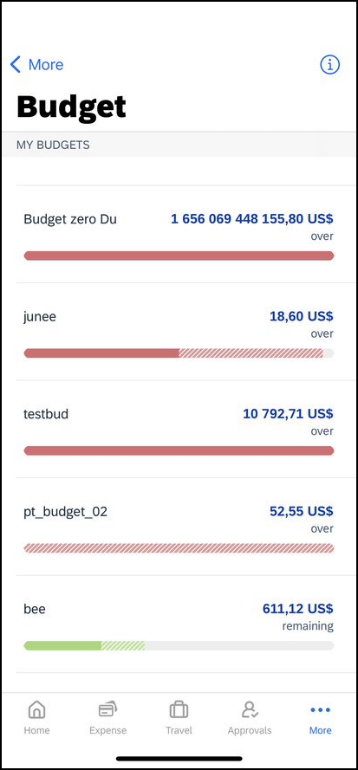 More
Budget
MY BUDGETS
Budget zero Du 1 656 069 448 155,80 US$
over
junee 18,60 US$
over
testbud 10 792,71 US$
over
pt_budget_02 52,55 US$
over
bee 611,12 US$
remaining
Home Expense Travel Approvals More